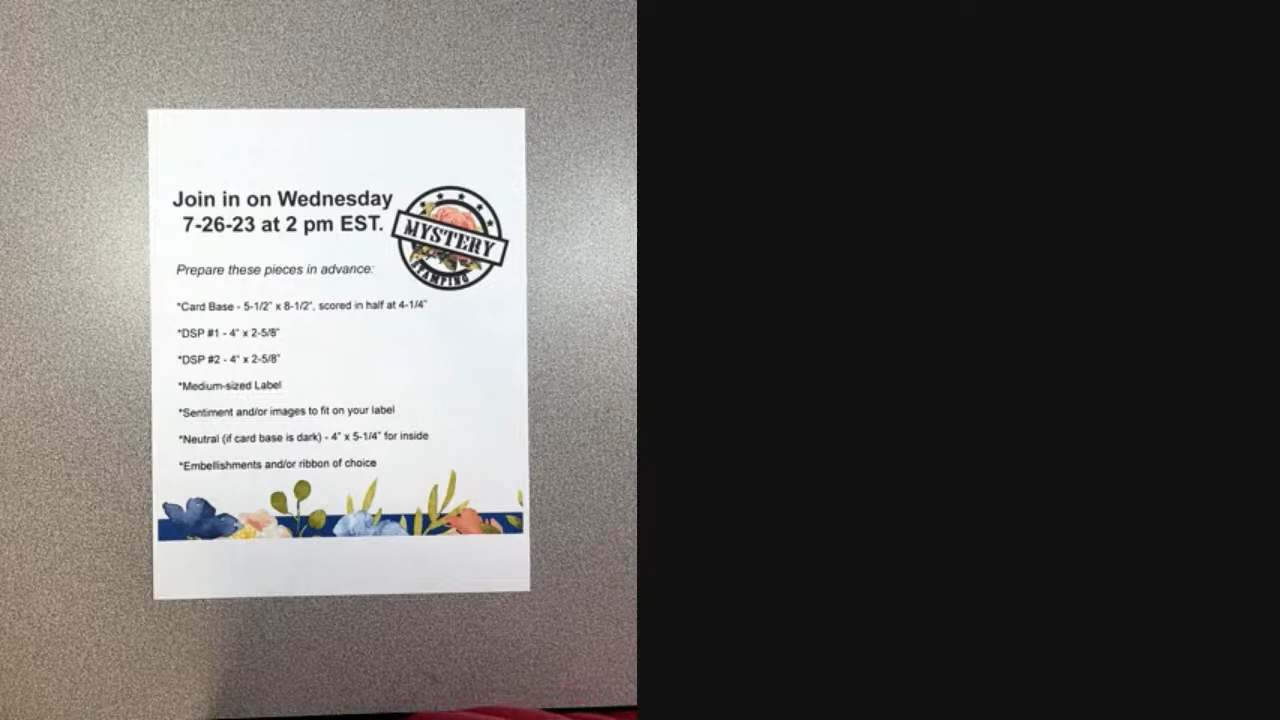 Join in on Wednesday
7-26-23 at 2 pm EST.
MYSTERY
STAMPING
Prepare these pieces in advance:
*Card Base - 5-1/2" x 8-1/2", scored in half at 4-1/4"
*DSP #1 - 4" x 2-5/8"
*DSP #2 - 4" x 2-5/8"
*Medium-sized Label
*Sentiment and/or images to fit on your label
*Neutral (if card base is dark) - 4" x 5-1/4" for inside
*Embellishments and/or ribbon of choice